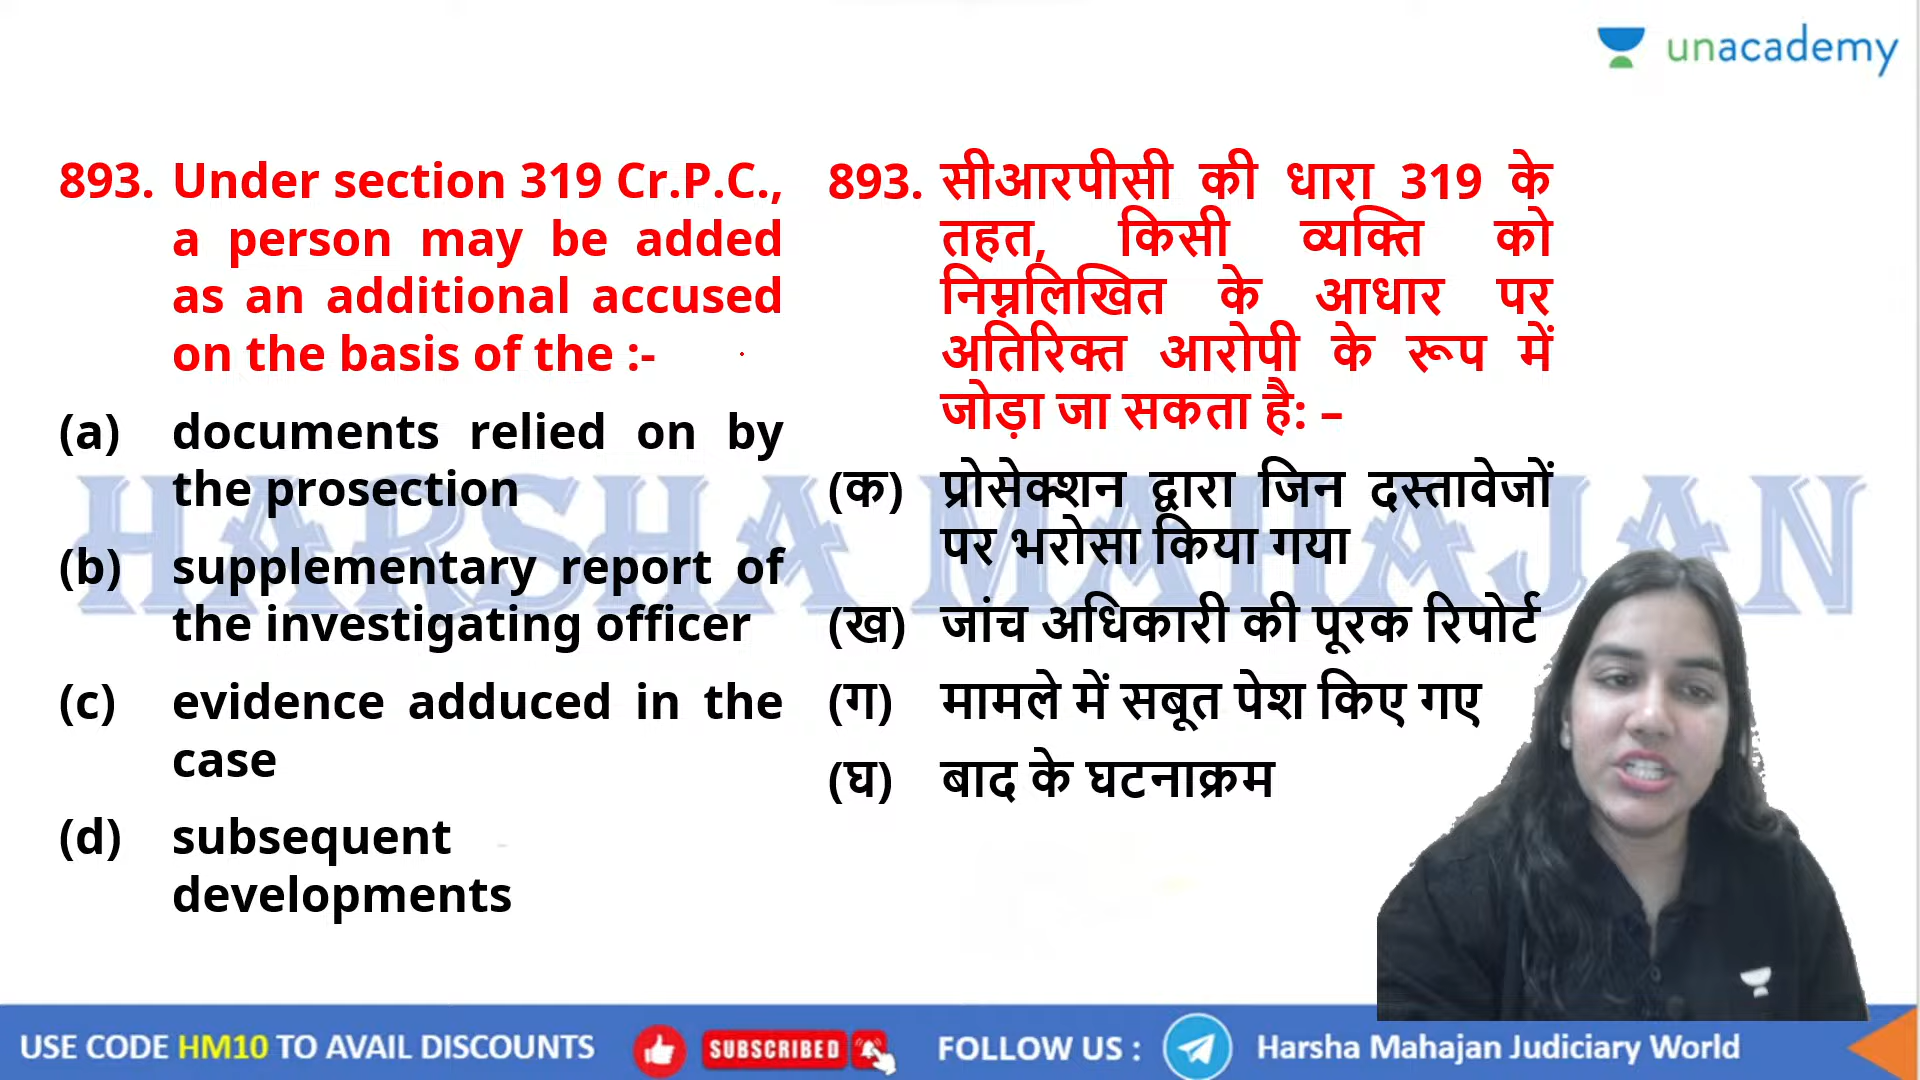 unacademy
893. Under section 319 Cr.P.C.,
a person may be added
as an additional accused
on the basis of the :-
(a) documents relied on by
the prosection
(b) supplementary report of
the investigating officer
(c) evidence adduced in the
case
(d) subsequent
developments
893. सीआरपीसी की धारा 319 के
तहत, किसी व्यक्ति को
निम्नलिखित के आधार पर
अतिरिक्त आरोपी के रूप में
जोड़ा जा सकता है: –
(क) प्रोसेक्शन द्वारा जिन दस्तावेजों
पर भरोसा किया गया
(ख) जांच अधिकारी की पूरक रिपोर्ट
(ग) मामले में सबूत पेश किए गए
(घ) बाद के घटनाक्रम
HARSHA MAHAJAN
USE CODE HM10 TO AVAIL DISCOUNTS
SUBSCRIBED
FOLLOW US :
Harsha Mahajan Judiciary World